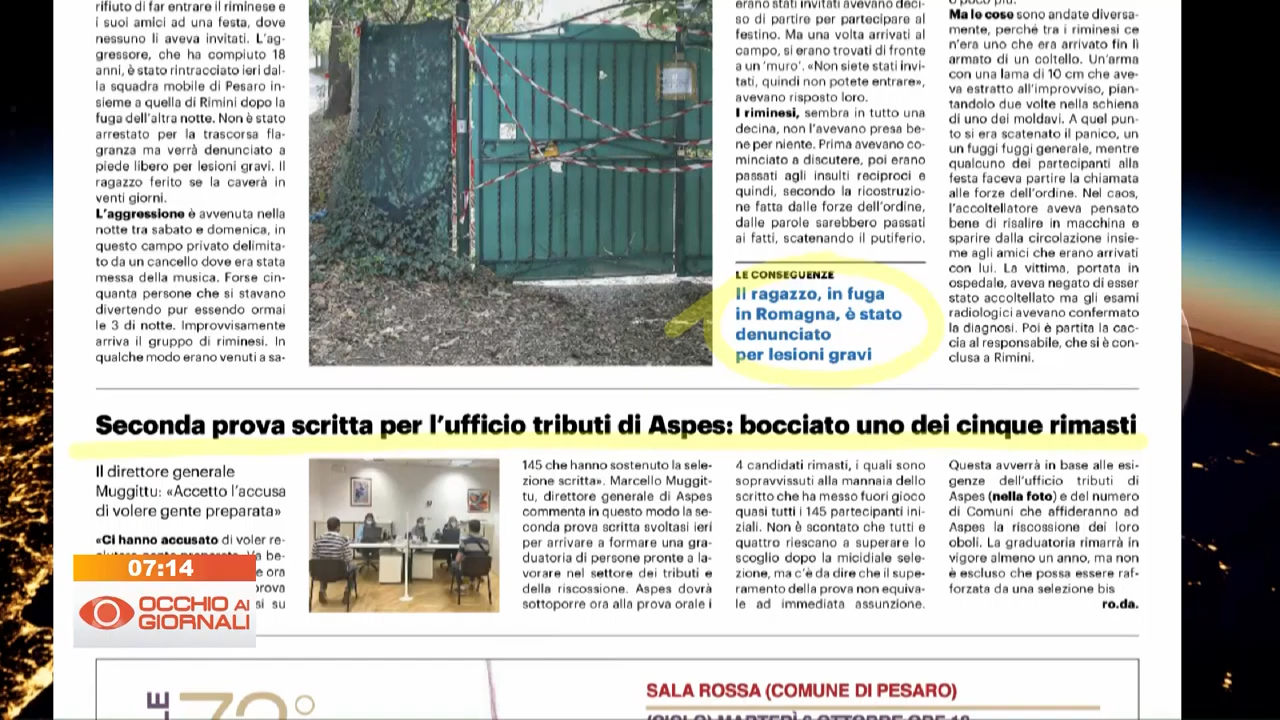 rifiuto di far entrare il riminese e
i suoi amici ad una festa, dove
nessuno li aveva invitati. L'ag-
gressore, che ha compiuto 18
anni, è stato rintracciato ieri dal-
la squadra mobile di Pesaro in-
sieme a quella di Rimini dopo la
fuga dell'altra notte. Non è stato
arrestato per la trascorsa fla-
granza ma verrà denunciato a
piede libero per lesioni gravi. Il
ragazzo ferito se la caverà in
venti giorni.
L'aggressione è avvenuta nella
notte tra sabato e domenica, in
questo campo privato delimita-
to da un cancello dove era stata
messa della musica. Forse cin-
quanta persone che si stavano
divertendo pur essendo ormai
le 3 di notte. Improvvisamente
arriva il gruppo di riminesi. In
qualche modo erano venuti a sa-
erano stati invitati avevano deci-
so di partire per partecipare al
festino. Ma una volta arrivati al
campo, si erano trovati di fronte
a un 'muro'. «Non siete stati invi-
tati, quindi non potete entrare»,
avevano risposto loro.
I riminesi, sembra in tutto una
decina, non l'avevano presa be-
ne per niente. Prima avevano co-
minciato a discutere, poi erano
passati agli insulti reciproci e
quindi, secondo la ricostruzio-
ne fatta dalle forze dell'ordine,
dalle parole sarebbero passati
ai fatti, scatenando il putiferio.
LE CONSEGUENZE
Il ragazzo, in fuga
in Romagna, è stato
denunciato
per lesioni gravi
o poco più.
Ma le cose sono andate diversa-
mente, perché tra i riminesi ce
n'era uno che era arrivato fin lì
armato di un coltello. Un'arma
con una lama di 10 cm che ave-
va estratto all'improvviso, pian-
tandolo due volte nella schiena
di uno dei moldavi. A quel pun-
to si era scatenato il panico, un
fuggi fuggi generale, mentre
qualcuno dei partecipanti alla
festa faceva partire la chiamata
alle forze dell'ordine. Nel caos,
l'accoltellatore aveva pensato
bene di risalire in macchina e
sparire dalla circolazione insie-
me agli amici che erano arrivati
con lui. La vittima, portata in
ospedale, aveva negato di esser
stato accoltellato ma gli esami
radiologici avevano confermato
la diagnosi. Poi è partita la cac-
cia al responsabile, che si è con-
clusa a Rimini.
Seconda prova scritta per l'ufficio tributi di Aspes: bocciato uno dei cinque rimasti
Il direttore generale
Muggittu: «Accetto l'accusa
di volere gente preparata»
«Ci hanno accusato di voler re-
be-
e ora
prova
si su
145 che hanno sostenuto la sele-
zione scritta». Marcello Muggit-
tu, direttore generale di Aspes
commenta in questo modo la se-
conda prova scritta svoltasi ieri
per arrivare a formare una gra-
duatoria di persone pronte a la-
vorare nel settore dei tributi e
della riscossione. Aspes dovrà
sottoporre ora alla prova orale i
4 candidati rimasti, i quali sono
sopravvissuti alla mannaia dello
scritto che ha messo fuori gioco
quasi tutti i 145 partecipanti ini-
ziali. Non è scontato che tutti e
quattro riescano a superare lo
scoglio dopo la micidiale sele-
zione, ma c'è da dire che il supe-
ramento della prova non equiva-
le ad immediata assunzione.
Questa avverrà in base alle esi-
genze dell'ufficio tributi di
Aspes (nella foto) e del numero
di Comuni che affideranno ad
Aspes la riscossione dei loro
oboli. La graduatoria rimarrà in
vigore almeno un anno, ma non
è escluso che possa essere raf-
forzata da una selezione bis
ro.da.
07:14
OCCHIO AI
GIORNALI
SALA ROSSA (COMUNE DI PESARO)